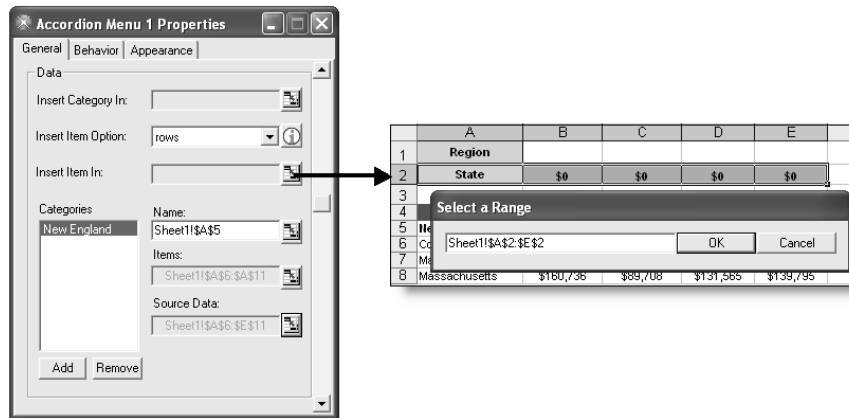 Accordion Menu 1 Properties
General Behavior Appearance
Data
Insert Category In:
Insert Item Option: rows
Insert Item In:
Categories
New England
Name:
Sheet1!$A$5
Items:
Sheet1!$A$6:$A$11
Source Data:
Sheet1!$A$6:$E$11
Add Remove
A B C D E
1 Region
2 State $0 $0 $0 $0
3
4
5
6 Co
7 Ma
8 Massachusetts $160,736 $89,708 $131,565 $139,795
Select a Range
Sheet1!$A$2:$E$2 OK Cancel